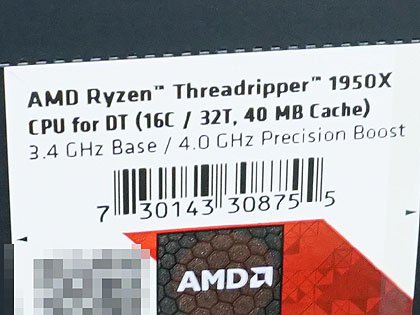 AMD Ryzen™ Threadripper™ 1950X
CPU for DT (16C / 32T, 40 MB Cache)
3.4 GHz Base / 4.0 GHz Precision Boost
7 30143 30875 5
AMD